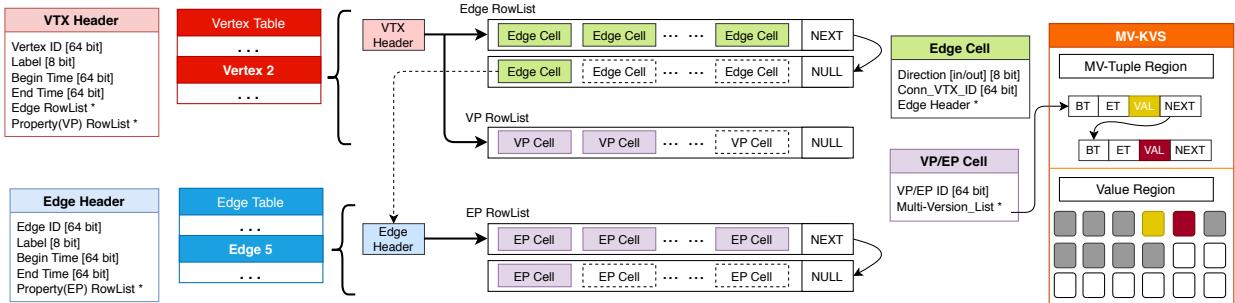 VTX Header
Vertex ID [64 bit]
Label [8 bit]
Begin Time [64 bit]
End Time [64 bit]
Edge RowList *
Property(VP) RowList *
Vertex Table
...
Vertex 2
...
VTX
Header
Edge RowList
Edge Cell
Edge Cell
... ...
Edge Cell
NEXT
Edge Cell
Edge Cell
... ...
Edge Cell
NULL
VP RowList
VP Cell
VP Cell
... ...
VP Cell
NULL
Edge Header
Edge ID [64 bit]
Label [8 bit]
Begin Time [64 bit]
End Time [64 bit]
Property(EP) RowList *
Edge Table
...
Edge 5
...
Edge
Header
EP RowList
EP Cell
EP Cell
... ...
EP Cell
NEXT
EP Cell
EP Cell
... ...
EP Cell
NULL
Edge Cell
Direction [in/out] [8 bit]
Conn_VTX_ID [64 bit]
Edge Header *
VP/EP Cell
VP/EP ID [64 bit]
Multi-Version_List *
MV-KVS
MV-Tuple Region
BT ET VAL NEXT
BT ET VAL NEXT
Value Region